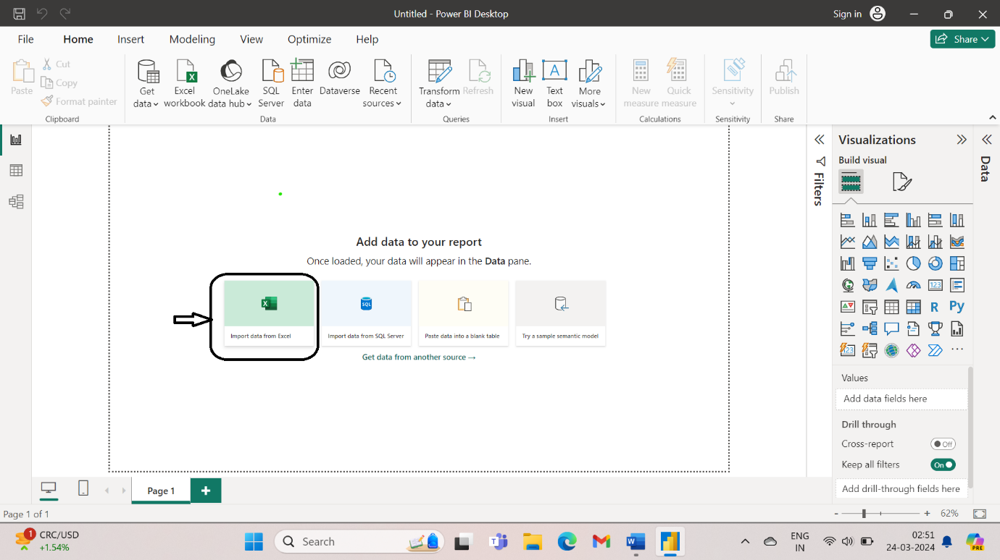 Untitled - Power BI Desktop
Sign in
File Home Insert Modeling View Optimize Help
Share
Paste
Cut
Copy
Format painter
Clipboard
Get data
Excel workbook
OneLake data hub
SQL Server
Enter data
Dataverse
Recent sources
Data
Transform data
Refresh
Queries
New visual
Text box
More visuals
Insert
New measure
Quick measure
Calculations
Sensitivity
Sensitivity
Publish
Share
Filters
Visualizations
Data
Build visual
Add data to your report
Once loaded, your data will appear in the Data pane.
SQL
Import data from Excel
Import data from SQL Server
Paste data into a blank table
Try a sample semantic model
Get data from another source →
123
R
Py
123
Values
Add data fields here
Drill through
Cross-report
Off
Keep all filters
On
Add drill-through fields here
Page 1
+
Page 1 of 1
- + 62%
1
CRC/USD
+1.54%
Search
ENG
IN
02:51
24-03-2024
PRE